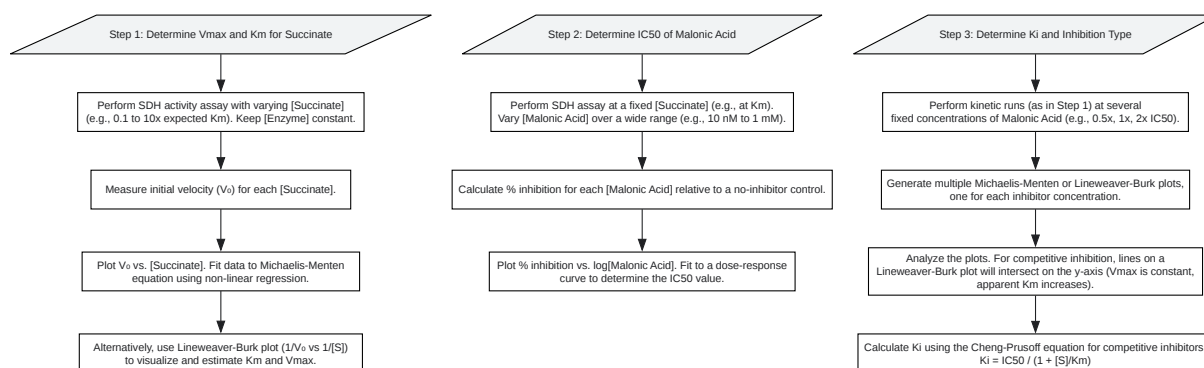 Step 1: Determine Vmax and Km for Succinate
Perform SDH activity assay with varying [Succinate]
(e.g., 0.1 to 10x expected Km). Keep [Enzyme] constant.
Measure initial velocity (V₀) for each [Succinate].
Plot V₀ vs. [Succinate]. Fit data to Michaelis-Menten
equation using non-linear regression.
Alternatively, use Lineweaver-Burk plot (1/V₀ vs 1/[S])
to visualize and estimate Km and Vmax.
Step 2: Determine IC50 of Malonic Acid
Perform SDH assay at a fixed [Succinate] (e.g., at Km).
Vary [Malonic Acid] over a wide range (e.g., 10 nM to 1 mM).
Calculate % inhibition for each [Malonic Acid] relative to a no-inhibitor control.
Plot % inhibition vs. log[Malonic Acid]. Fit to a dose-response
curve to determine the IC50 value.
Step 3: Determine Ki and Inhibition Type
Perform kinetic runs (as in Step 1) at several
fixed concentrations of Malonic Acid (e.g., 0.5x, 1x, 2x IC50).
Generate multiple Michaelis-Menten or Lineweaver-Burk plots,
one for each inhibitor concentration.
Analyze the plots. For competitive inhibition, lines on a
Lineweaver-Burk plot will intersect on the y-axis (Vmax is constant,
apparent Km increases).
Calculate Ki using the Cheng-Prusoff equation for competitive inhibitors:
Ki = IC50 / (1 + [S]/Km)